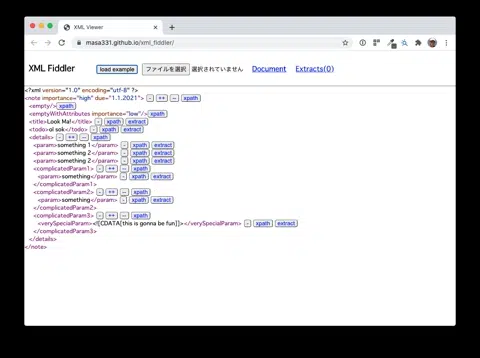 XML Viewer
masa331.github.io/xml_fiddler/
XML Fiddler load example ファイルを選択 選択されていません Document Extracts(0)
<?xml version="1.0" encoding="utf-8" ?>
<note importance="high" due="1.1.2021"> - ++ -- xpath
<empty/> xpath
<emptyWithAttributes importance="low"/> xpath
<title>Look Ma!</title> - xpath extract
<todo>ol sok</todo> - xpath extract
<details> - ++ -- xpath
<param>something 1</param> - xpath extract
<param>something 2</param> - xpath extract
<param>something 2</param> - xpath extract
<complicatedParam1> - ++ -- xpath
<param>something</param> - xpath extract
</complicatedParam1>
<complicatedParam2> - ++ -- xpath
<param>something</param> - xpath extract
</complicatedParam2>
<complicatedParam3> - ++ -- xpath
<verySpecialParam><![CDATA[this is gonna be fun]]></verySpecialParam> - xpath extract
</complicatedParam3>
</details>
</note>